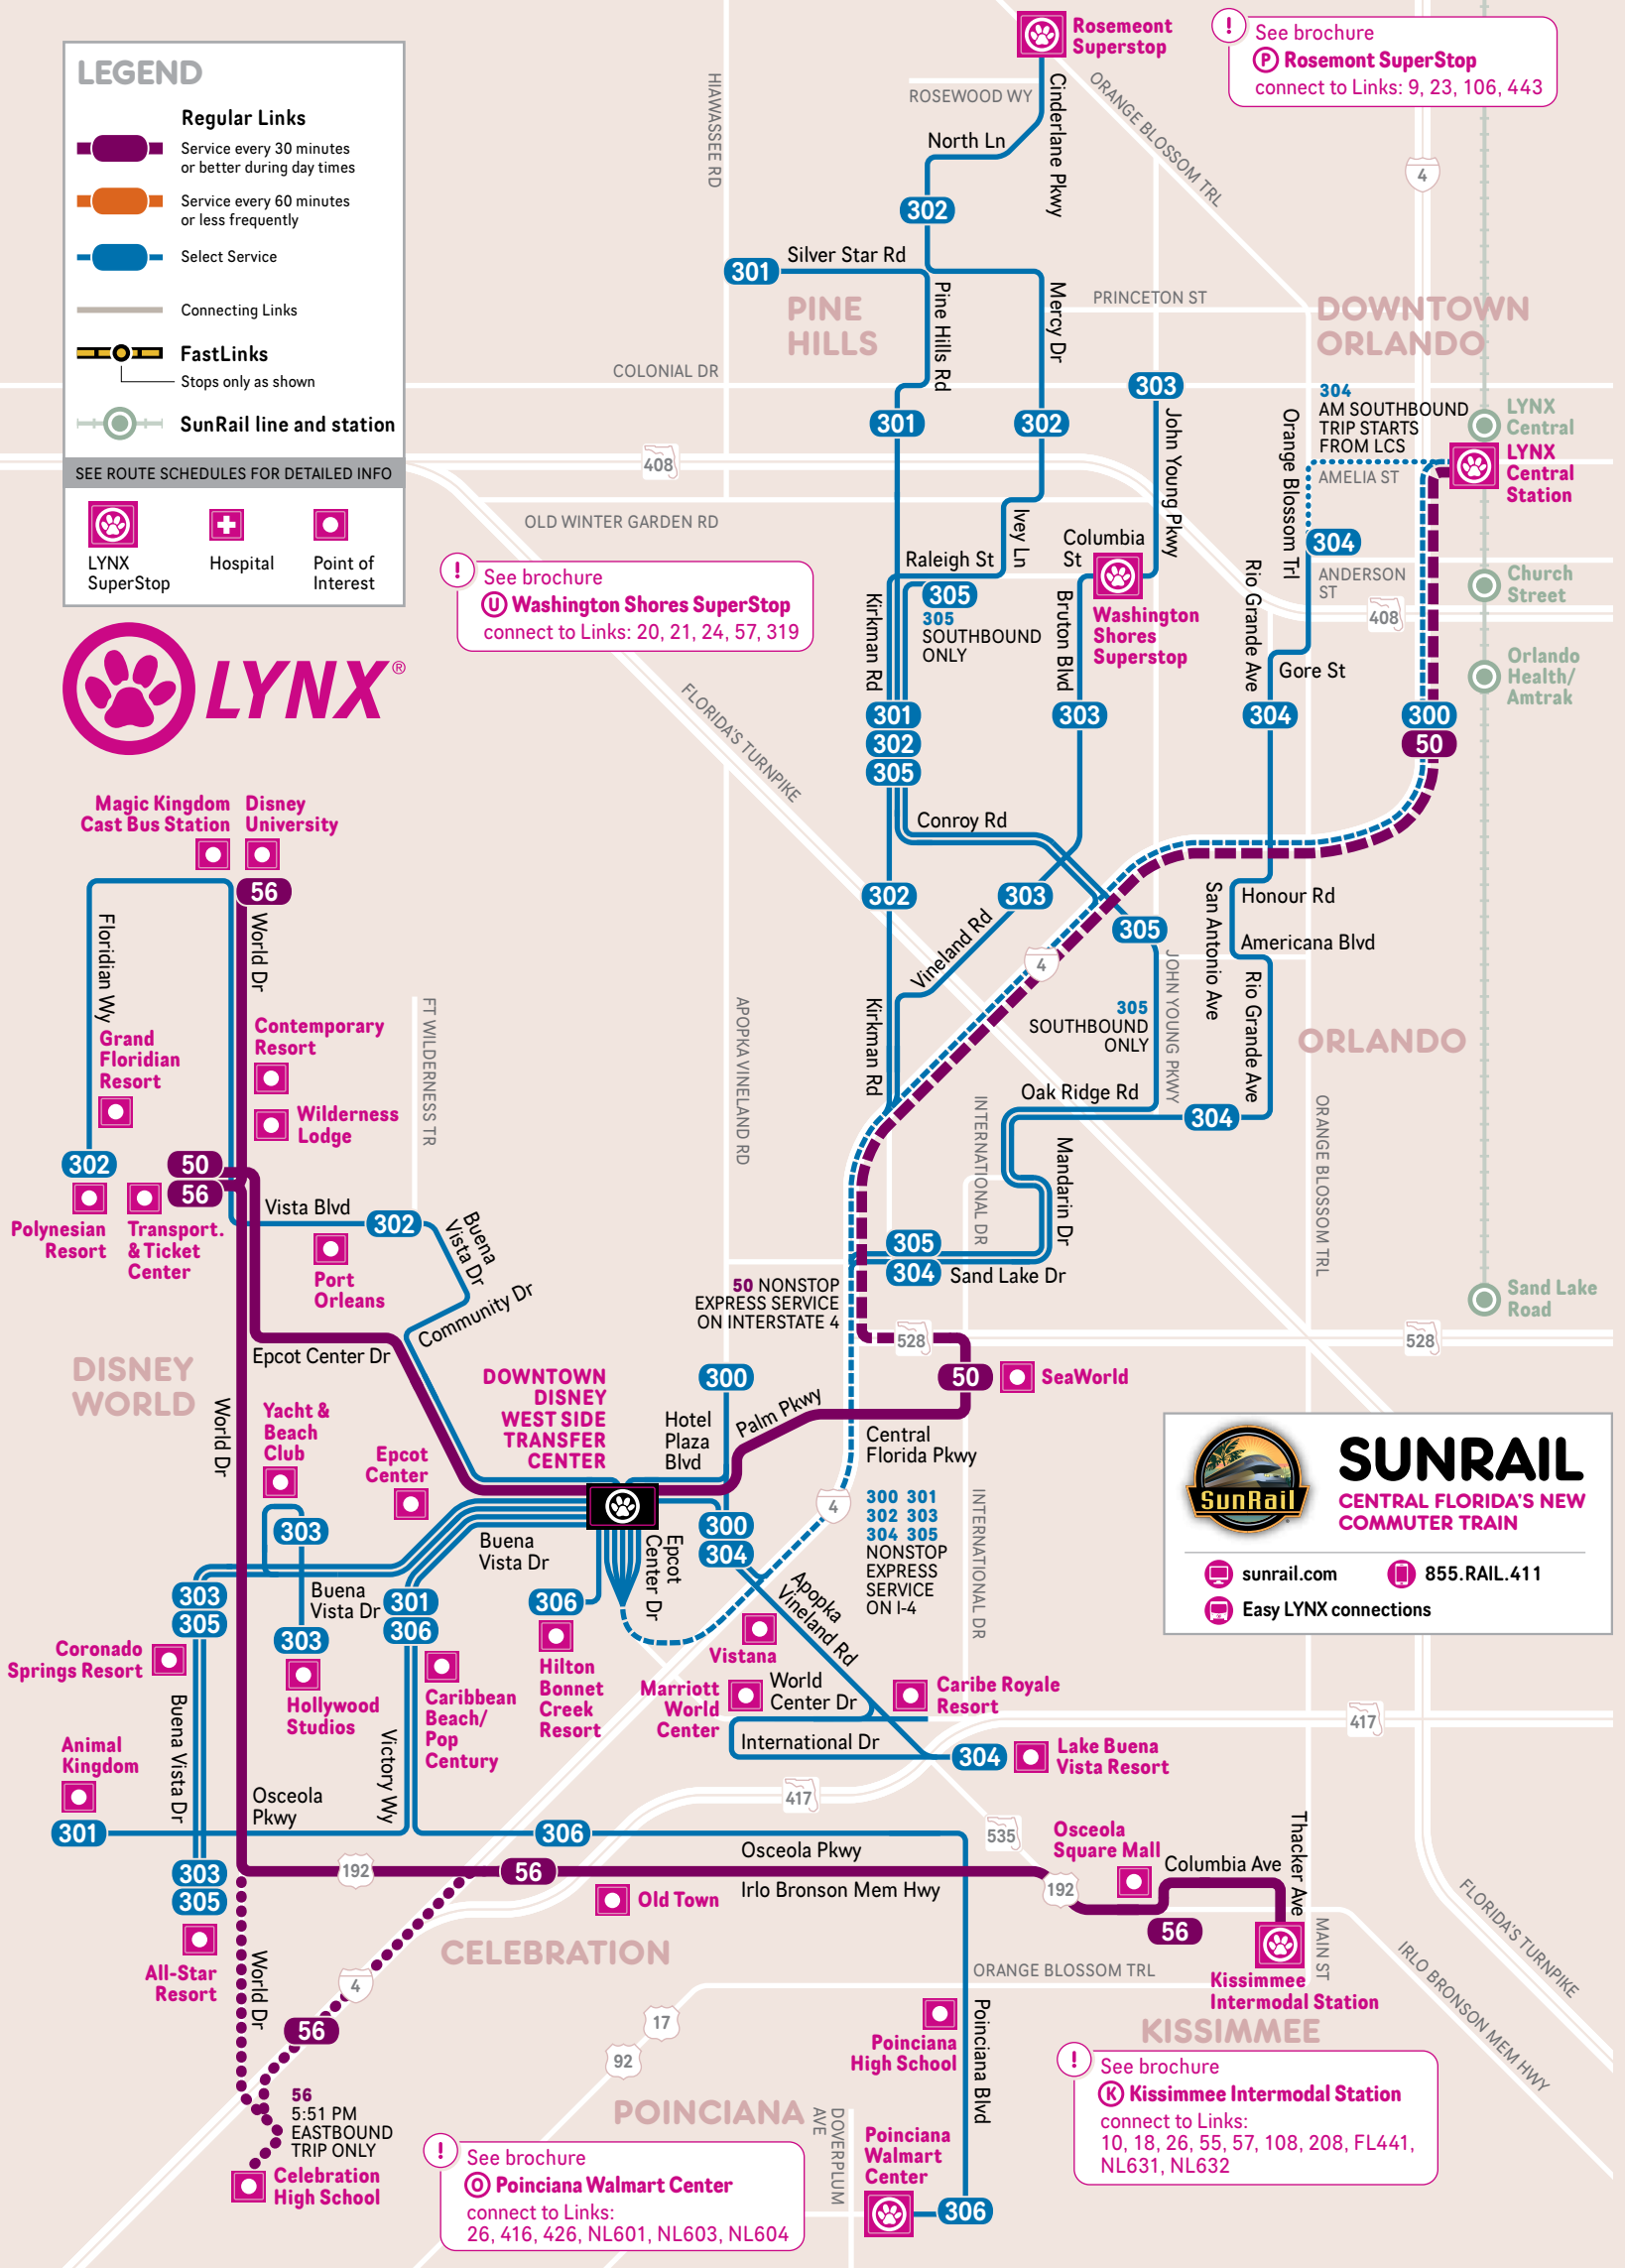 LEGEND
Regular Links
Service every 30 minutes
or better during day times
Service every 60 minutes
or less frequently
Select Service
Connecting Links
FastLinks
Stops only as shown
SunRail line and station
SEE ROUTE SCHEDULES FOR DETAILED INFO
LYNX
SuperStop
Hospital
Point of
Interest
LYNX®
Rosemeont
Superstop
!
See brochure
P Rosemont SuperStop
connect to Links: 9, 23, 106, 443
HIAWASSEE RD
ROSEWOOD WY
Cinderlane Pkwy
ORANGE BLOSSOM TRL
North Ln
4
302
Silver Star Rd
301
PINE
HILLS
Pine Hills Rd
Mercy Dr
PRINCETON ST
DOWNTOWN
ORLANDO
COLONIAL DR
303
304
AM SOUTHBOUND
TRIP STARTS
FROM LCS
LYNX
Central
301
302
John Young Pkwy
Orange Blossom Trl
LYNX
Central
Station
408
AMELIA ST
OLD WINTER GARDEN RD
Ivey Ln
Columbia
St
304
Raleigh St
ANDERSON
ST
Church
Street
!
See brochure
U Washington Shores SuperStop
connect to Links: 20, 21, 24, 57, 319
Kirkman Rd
305
305
SOUTHBOUND
ONLY
Bruton Blvd
Washington
Shores
Superstop
Rio Grande Ave
408
Gore St
Orlando
Health/
Amtrak
FLORIDA'S TURNPIKE
301
302
305
303
304
300
50
Conroy Rd
Magic Kingdom
Cast Bus Station
Disney
University
56
302
303
305
Vineland Rd
Honour Rd
Americana Blvd
San Antonio Ave
Floridian Wy
World Dr
4
JOHN YOUNG PKWY
Rio Grande Ave
FT WILDERNESS TR
APOPKA VINELAND RD
Kirkman Rd
305
SOUTHBOUND
ONLY
ORLANDO
Contemporary
Resort
Grand
Floridian
Resort
Wilderness
Lodge
Oak Ridge Rd
304
INTERNATIONAL DR
Mandarin Dr
ORANGE BLOSSOM TRL
302
50
56
Polynesian
Resort
Transport.
& Ticket
Center
Vista Blvd
302
Buena
Vista Dr
Port
Orleans
Community Dr
305
304
Sand Lake Dr
50 NONSTOP
EXPRESS SERVICE
ON INTERSTATE 4
Sand Lake
Road
528
528
Epcot Center Dr
DISNEY
WORLD
50
SeaWorld
DOWNTOWN
DISNEY
WEST SIDE
TRANSFER
CENTER
300
Hotel
Plaza
Blvd
Palm Pkwy
Central
Florida Pkwy
World Dr
Yacht &
Beach
Club
Epcot
Center
303
Buena
Vista Dr
Epcot
Center Dr
300
304
4
300 301
302 303
304 305
NONSTOP
EXPRESS
SERVICE
ON I-4
INTERNATIONAL DR
SunRail
SUNRAIL
CENTRAL FLORIDA'S NEW
COMMUTER TRAIN
sunrail.com
855.RAIL.411
Easy LYNX connections
303
305
Buena
Vista Dr
301
306
306
Apopka
Vineland Rd
303
Coronado
Springs Resort
Hollywood
Studios
Caribbean
Beach/
Pop
Century
Hilton
Bonnet
Creek
Resort
Vistana
Marriott
World
Center
World
Center Dr
Caribe Royale
Resort
International Dr
304
Lake Buena
Vista Resort
417
417
Animal
Kingdom
Buena Vista Dr
Victory Wy
Osceola
Pkwy
301
306
Osceola Pkwy
535
Osceola
Square Mall
Columbia Ave
Thacker Ave
303
305
192
56
Irlo Bronson Mem Hwy
192
56
Old Town
All-Star
Resort
World Dr
CELEBRATION
4
ORANGE BLOSSOM TRL
MAIN ST
Kissimmee
Intermodal Station
FLORIDA'S TURNPIKE
IRLO BRONSON MEM HWY
56
17
92
Poinciana
High School
Poinciana Blvd
KISSIMMEE
56
5:51 PM
EASTBOUND
TRIP ONLY
Celebration
High School
POINCIANA
DOVERPLUM
AVE
Poinciana
Walmart
Center
306
!
See brochure
K Kissimmee Intermodal Station
connect to Links:
10, 18, 26, 55, 57, 108, 208, FL441,
NL631, NL632
!
See brochure
O Poinciana Walmart Center
connect to Links:
26, 416, 426, NL601, NL603, NL604